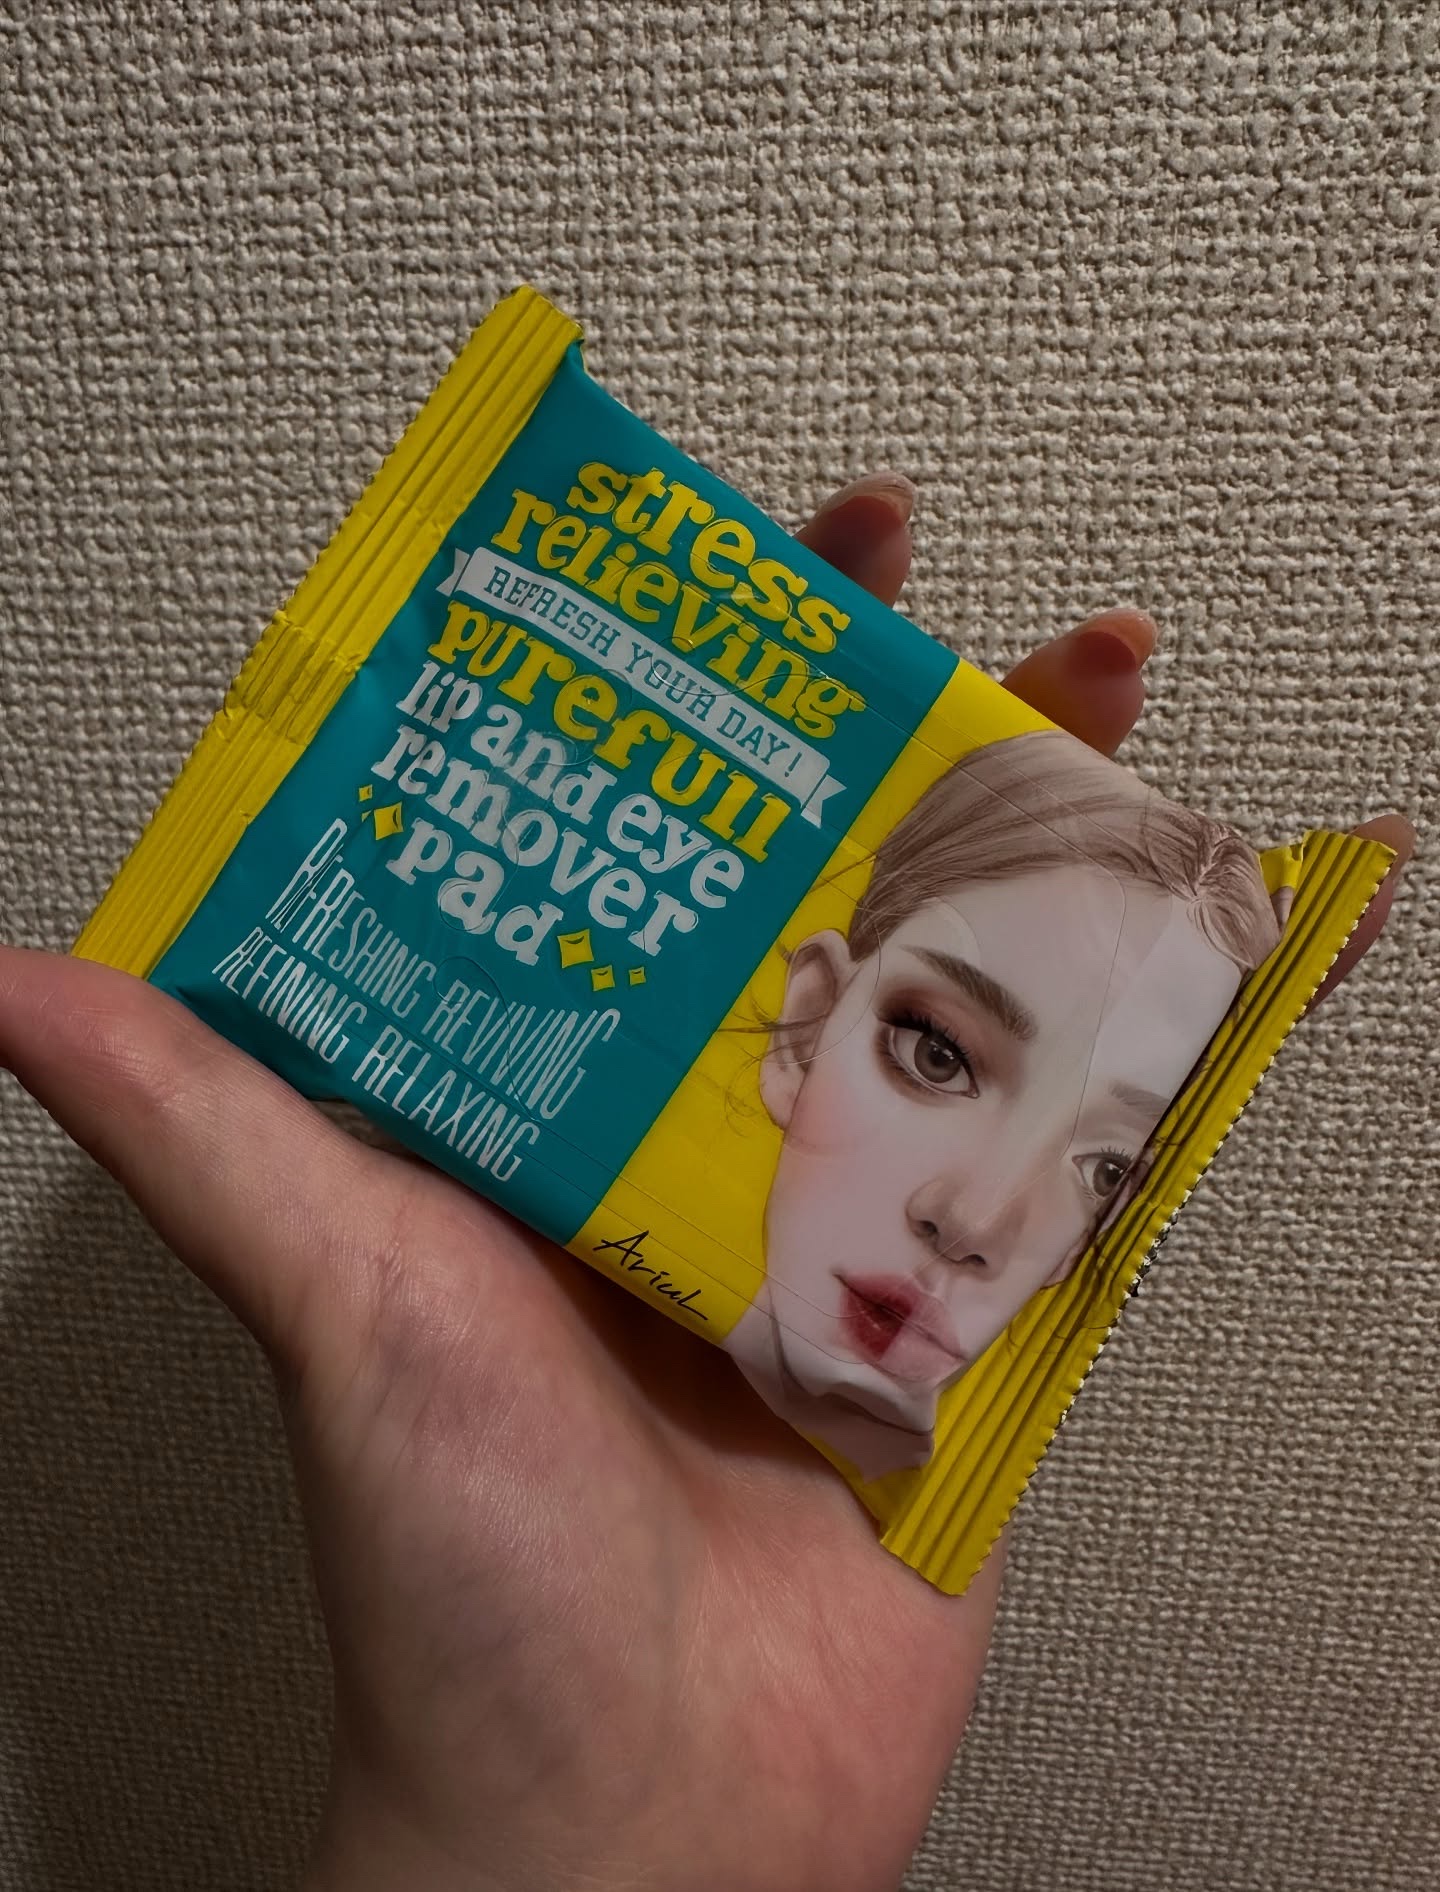 stress
relieving
REFRESH YOUR DAY!
purefull
lip and eye
remover
pad
REFRESHING REVIVING
REFINING RELAXING
Ariul